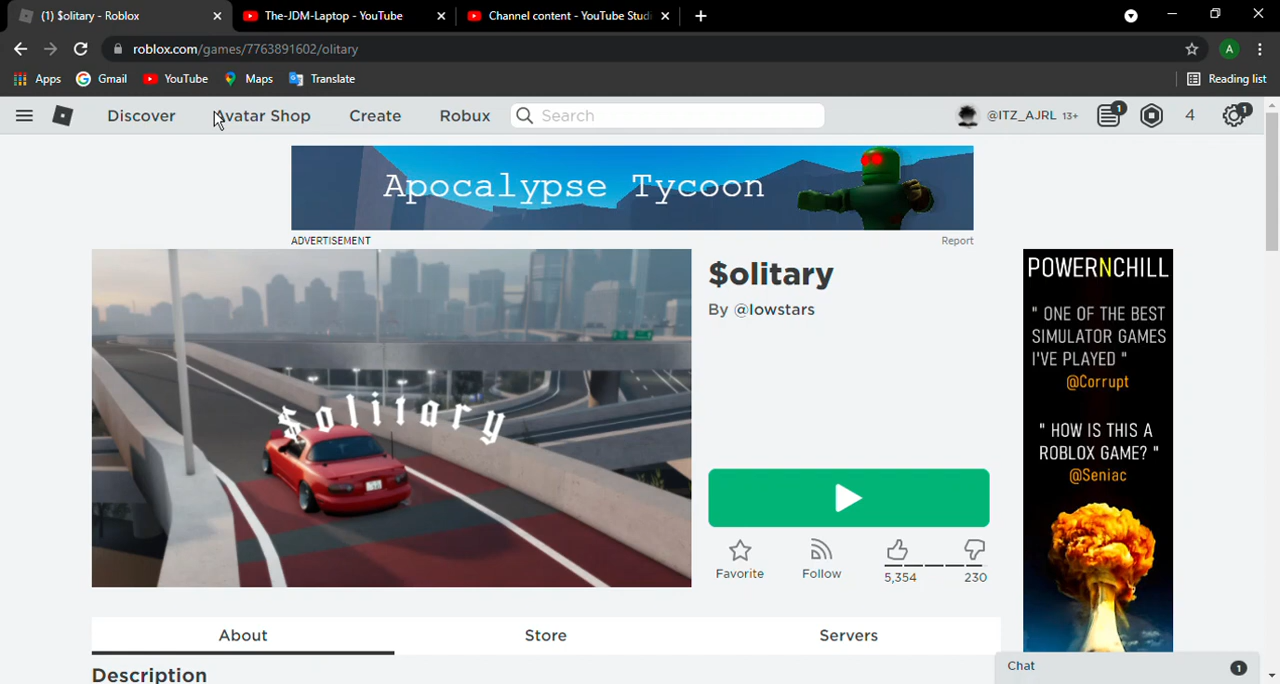 (1) $olitary - Roblox
The-JDM-Laptop - YouTube
Channel content - YouTube Stud
roblox.com/games/7763891602/olitary
A
Apps
Gmail
YouTube
Maps
Translate
Reading list
Discover
Avatar Shop
Create
Robux
Search
@ITZ_AJRL 13+
1
4
1
Apocalypse Tycoon
ADVERTISEMENT
Report
$olitary
$olitary
By @lowstars
Favorite
Follow
5,354
230
POWERNCHILL
" ONE OF THE BEST
SIMULATOR GAMES
I'VE PLAYED "
@Corrupt
" HOW IS THIS A
ROBLOX GAME? "
@Seniac
About
Store
Servers
Description
Chat
1